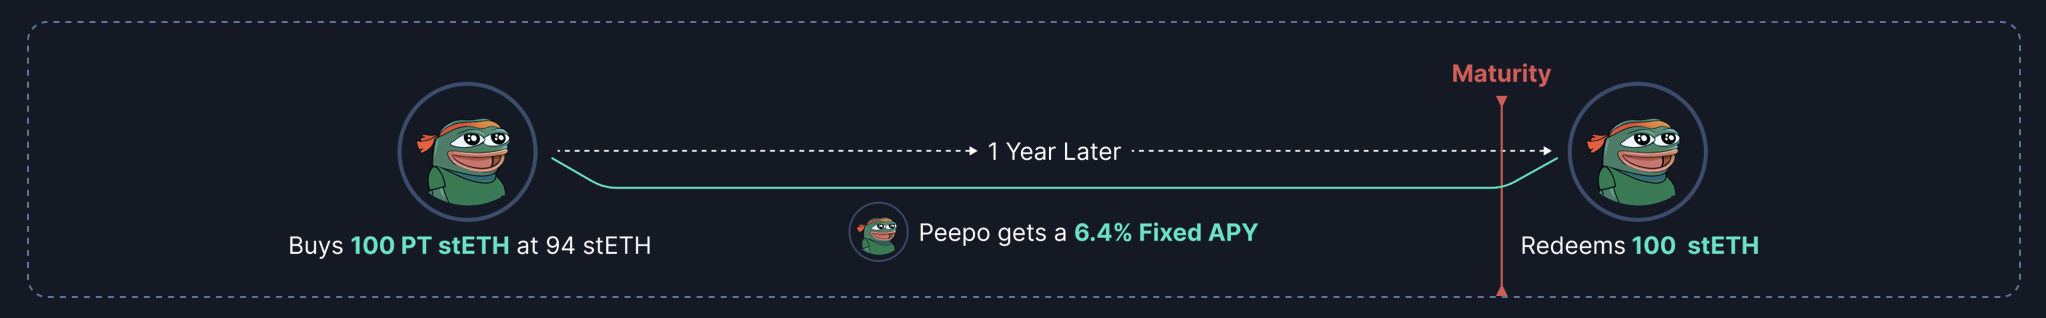 Maturity
1 Year Later
Buys 100 PT stETH at 94 stETH
Peepo gets a 6.4% Fixed APY
Redeems 100 stETH